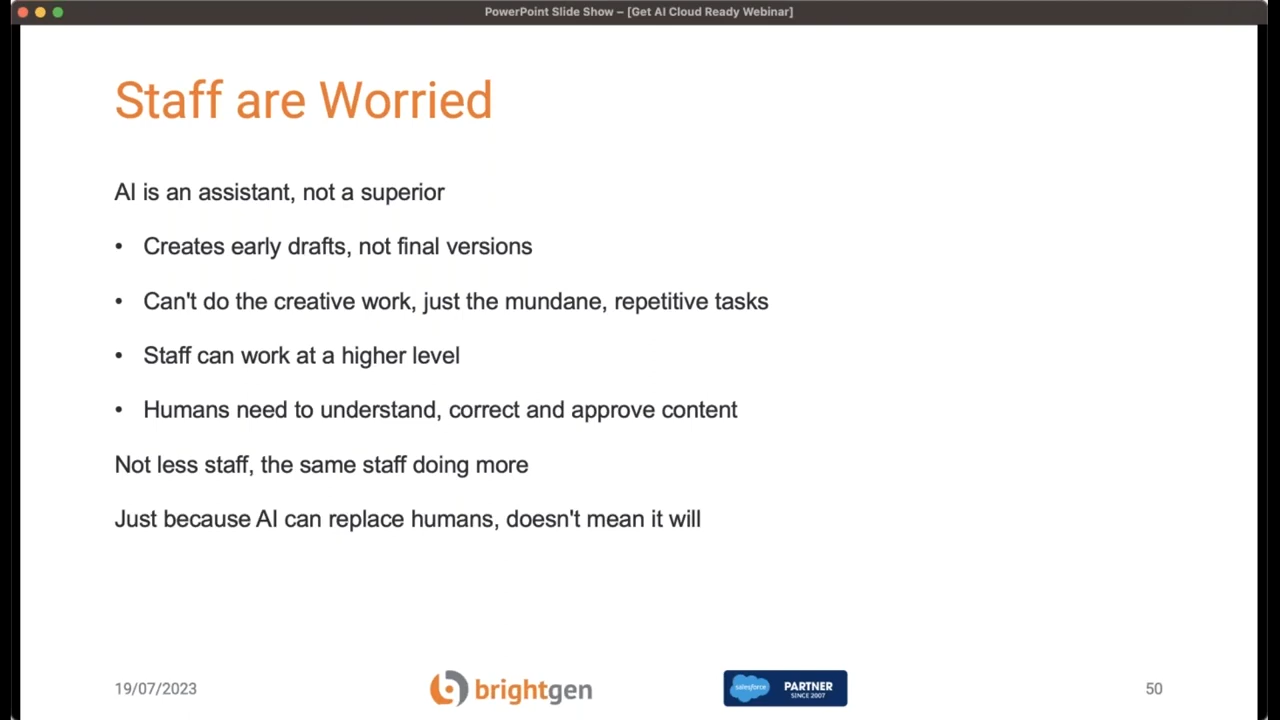 PowerPoint Slide Show – [Get AI Cloud Ready Webinar]
Staff are Worried
AI is an assistant, not a superior
• Creates early drafts, not final versions
• Can't do the creative work, just the mundane, repetitive tasks
• Staff can work at a higher level
• Humans need to understand, correct and approve content
Not less staff, the same staff doing more
Just because AI can replace humans, doesn't mean it will
19/07/2023
brightgen
salesforce
PARTNER
SINCE 2007
50